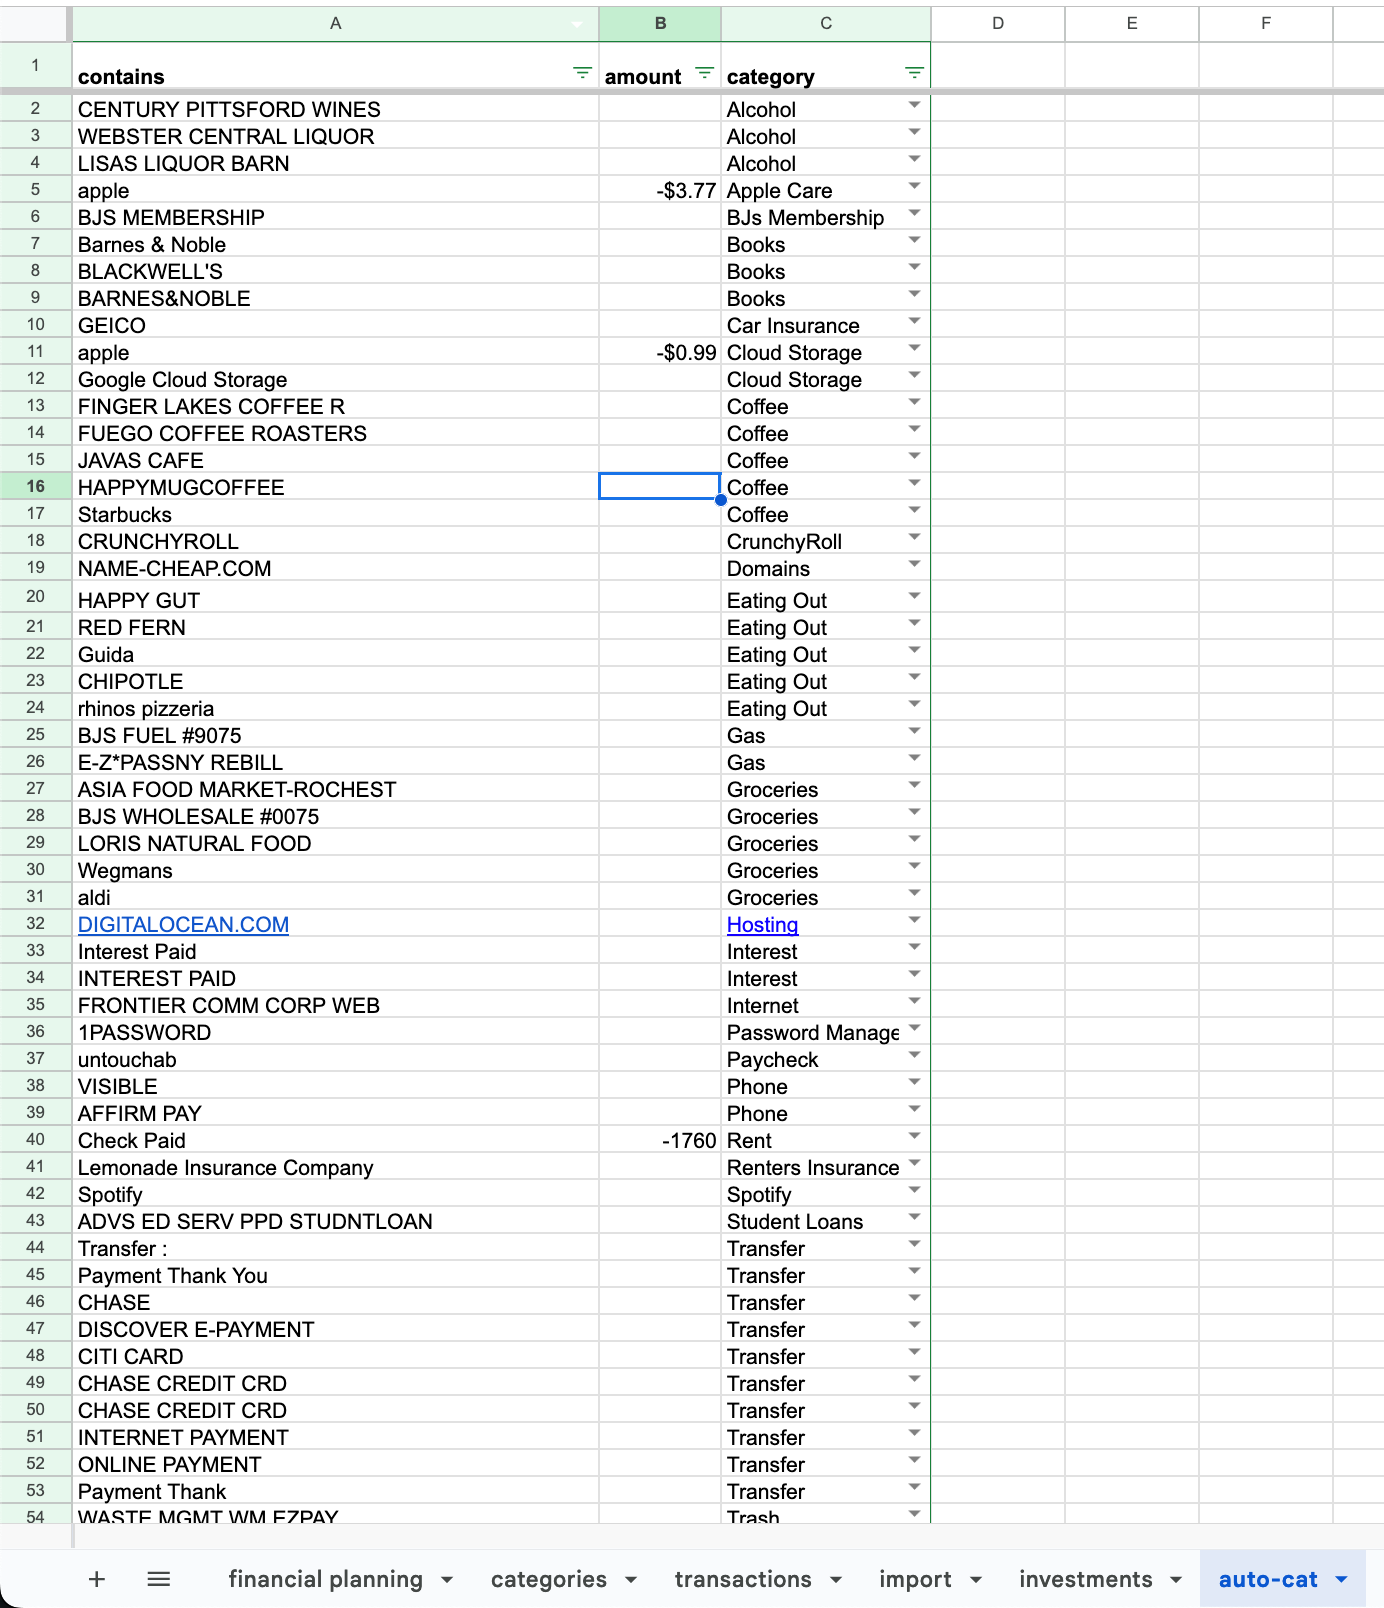 A B C D E F
1 contains amount category
2 CENTURY PITTSFORD WINES Alcohol
3 WEBSTER CENTRAL LIQUOR Alcohol
4 LISAS LIQUOR BARN Alcohol
5 apple -$3.77 Apple Care
6 BJS MEMBERSHIP BJs Membership
7 Barnes & Noble Books
8 BLACKWELL'S Books
9 BARNES&NOBLE Books
10 GEICO Car Insurance
11 apple -$0.99 Cloud Storage
12 Google Cloud Storage Cloud Storage
13 FINGER LAKES COFFEE R Coffee
14 FUEGO COFFEE ROASTERS Coffee
15 JAVAS CAFE Coffee
16 HAPPYMUGCOFFEE Coffee
17 Starbucks Coffee
18 CRUNCHYROLL CrunchyRoll
19 NAME-CHEAP.COM Domains
20 HAPPY GUT Eating Out
21 RED FERN Eating Out
22 Guida Eating Out
23 CHIPOTLE Eating Out
24 rhinos pizzeria Eating Out
25 BJS FUEL #9075 Gas
26 E-Z*PASSNY REBILL Gas
27 ASIA FOOD MARKET-ROCHEST Groceries
28 BJS WHOLESALE #0075 Groceries
29 LORIS NATURAL FOOD Groceries
30 Wegmans Groceries
31 aldi Groceries
32 DIGITALOCEAN.COM Hosting
33 Interest Paid Interest
34 INTEREST PAID Interest
35 FRONTIER COMM CORP WEB Internet
36 1PASSWORD Password Manage
37 untouchab Paycheck
38 VISIBLE Phone
39 AFFIRM PAY Phone
40 Check Paid -1760 Rent
41 Lemonade Insurance Company Renters Insurance
42 Spotify Spotify
43 ADVS ED SERV PPD STUDNTLOAN Student Loans
44 Transfer : Transfer
45 Payment Thank You Transfer
46 CHASE Transfer
47 DISCOVER E-PAYMENT Transfer
48 CITI CARD Transfer
49 CHASE CREDIT CRD Transfer
50 CHASE CREDIT CRD Transfer
51 INTERNET PAYMENT Transfer
52 ONLINE PAYMENT Transfer
53 Payment Thank Transfer
54 WASTE MGMT WM EZPAY Trash
financial planning categories transactions import investments auto-cat